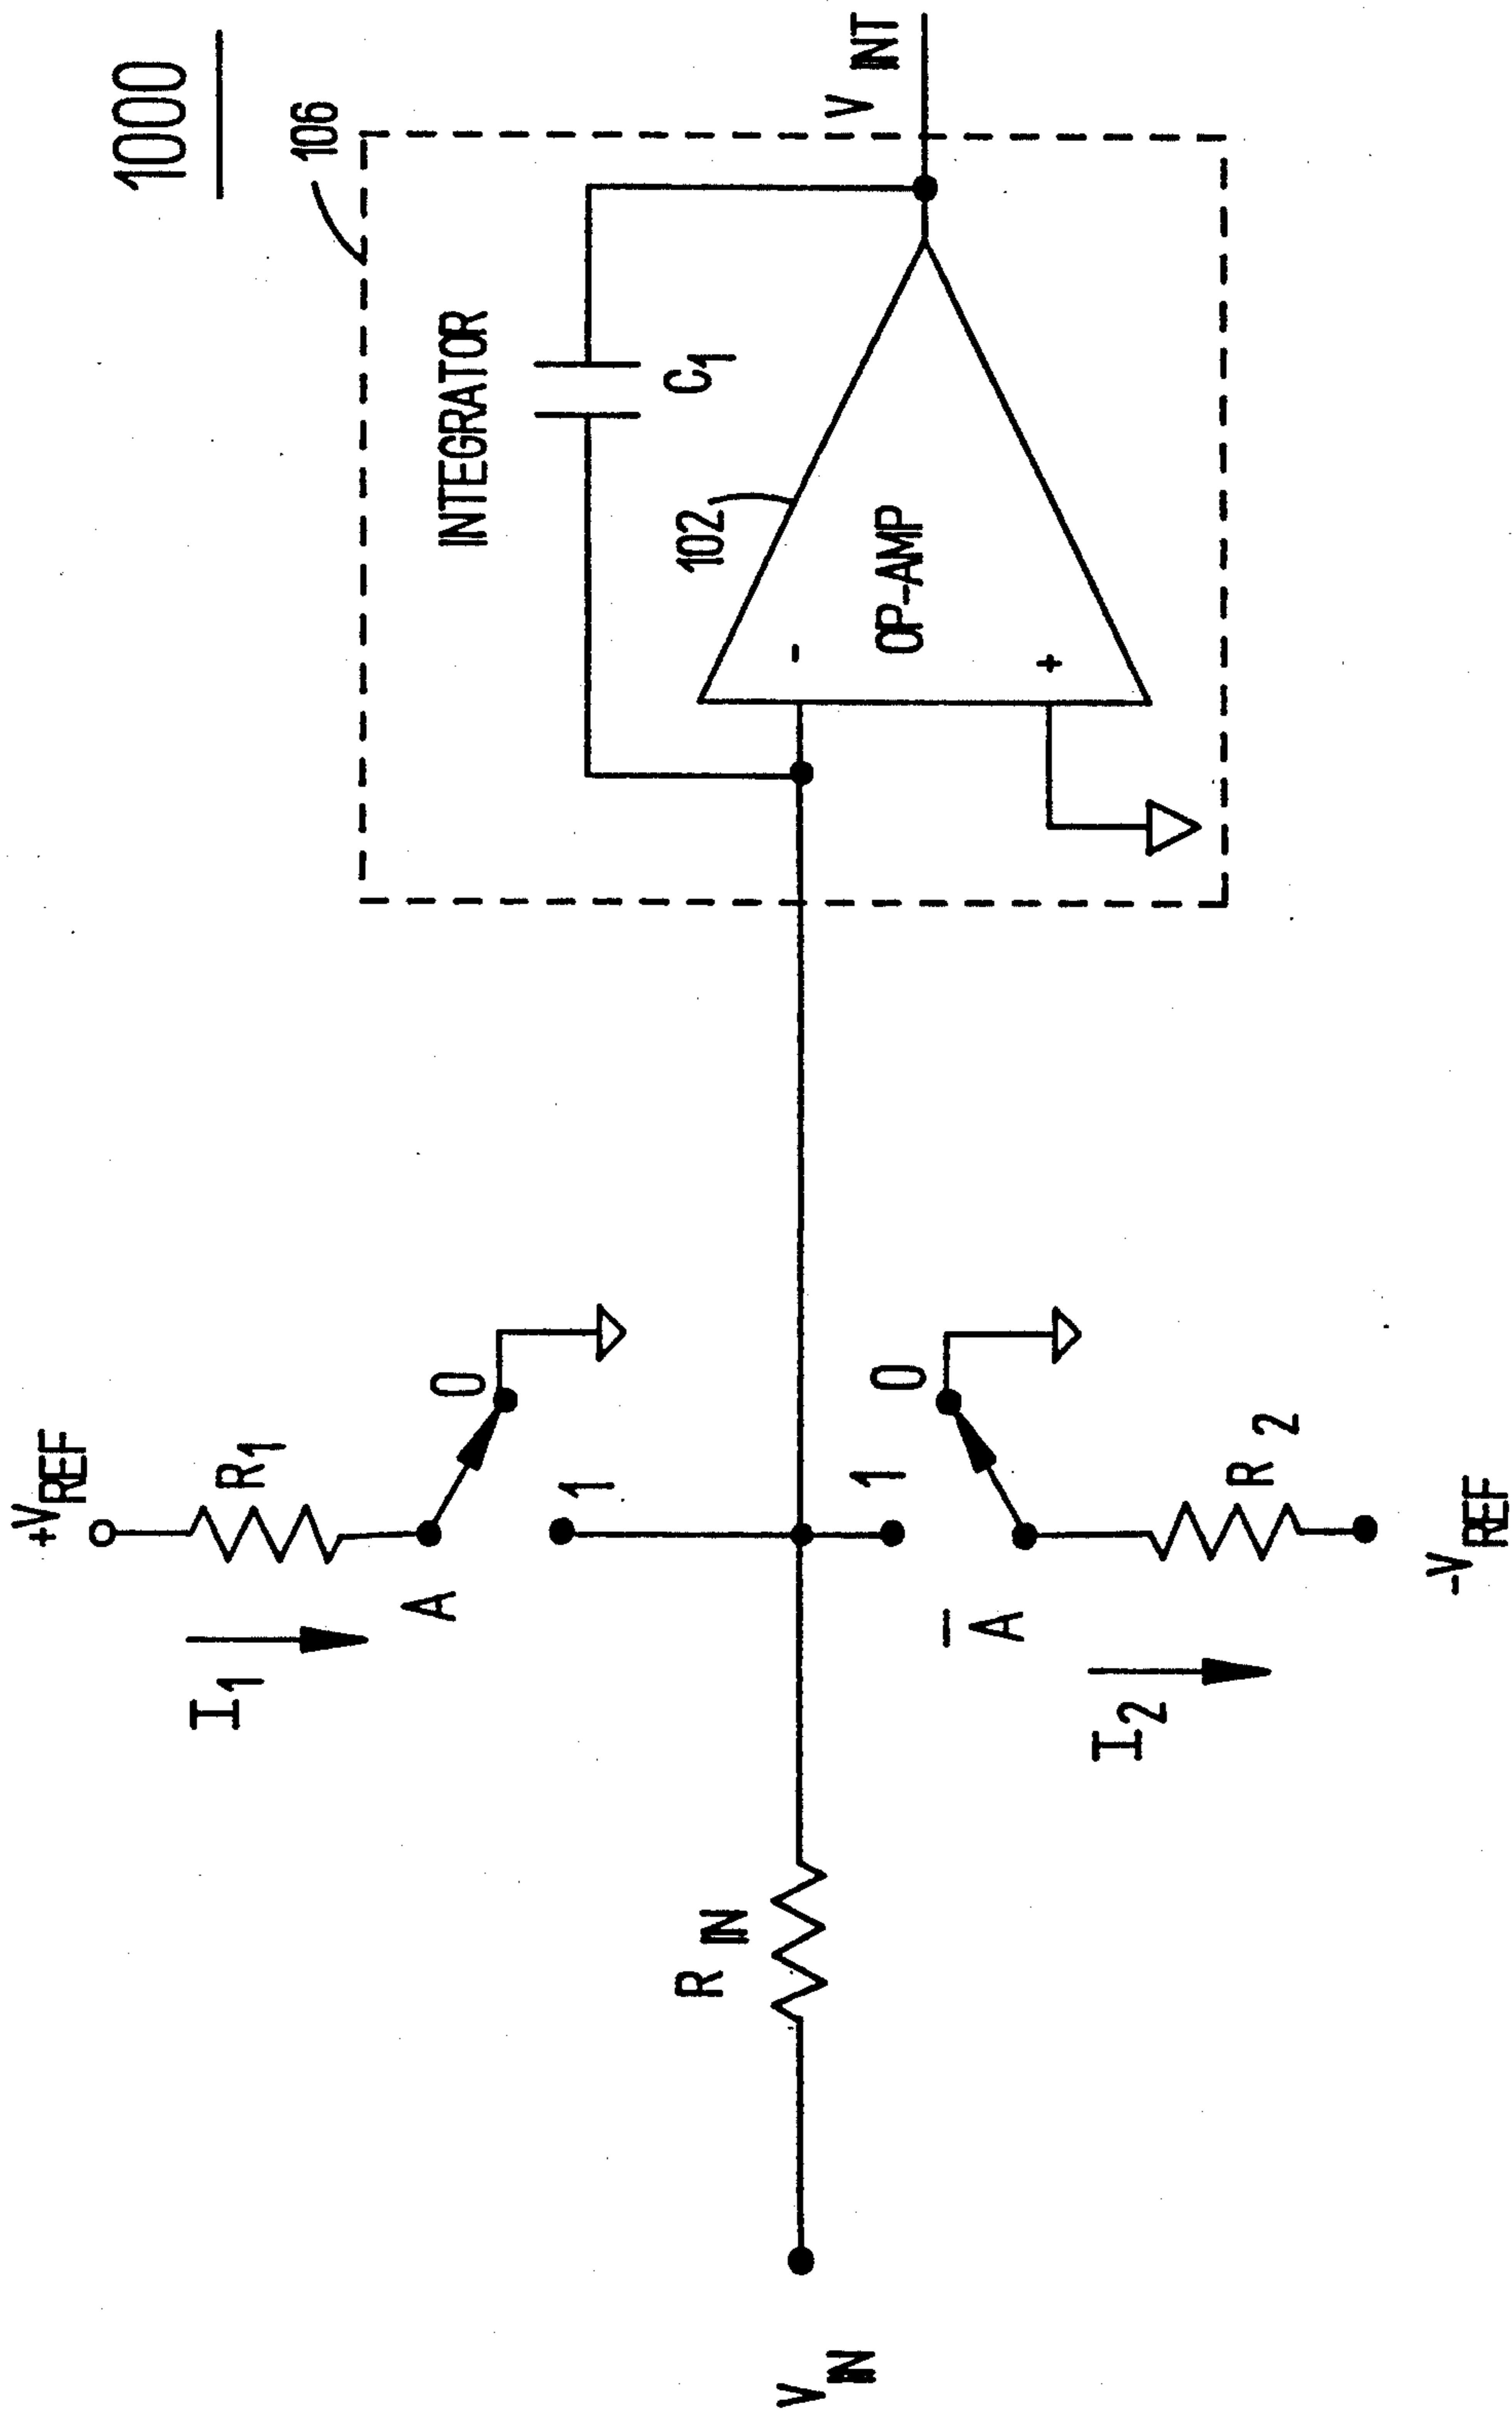 1000
106
+VREF
R1
I1
A
0
1
INTEGRATOR
C1
102
-
OP-AMP
+
V INT
VIN
R IN
1
0
A̅
I2
R 2
-VREF